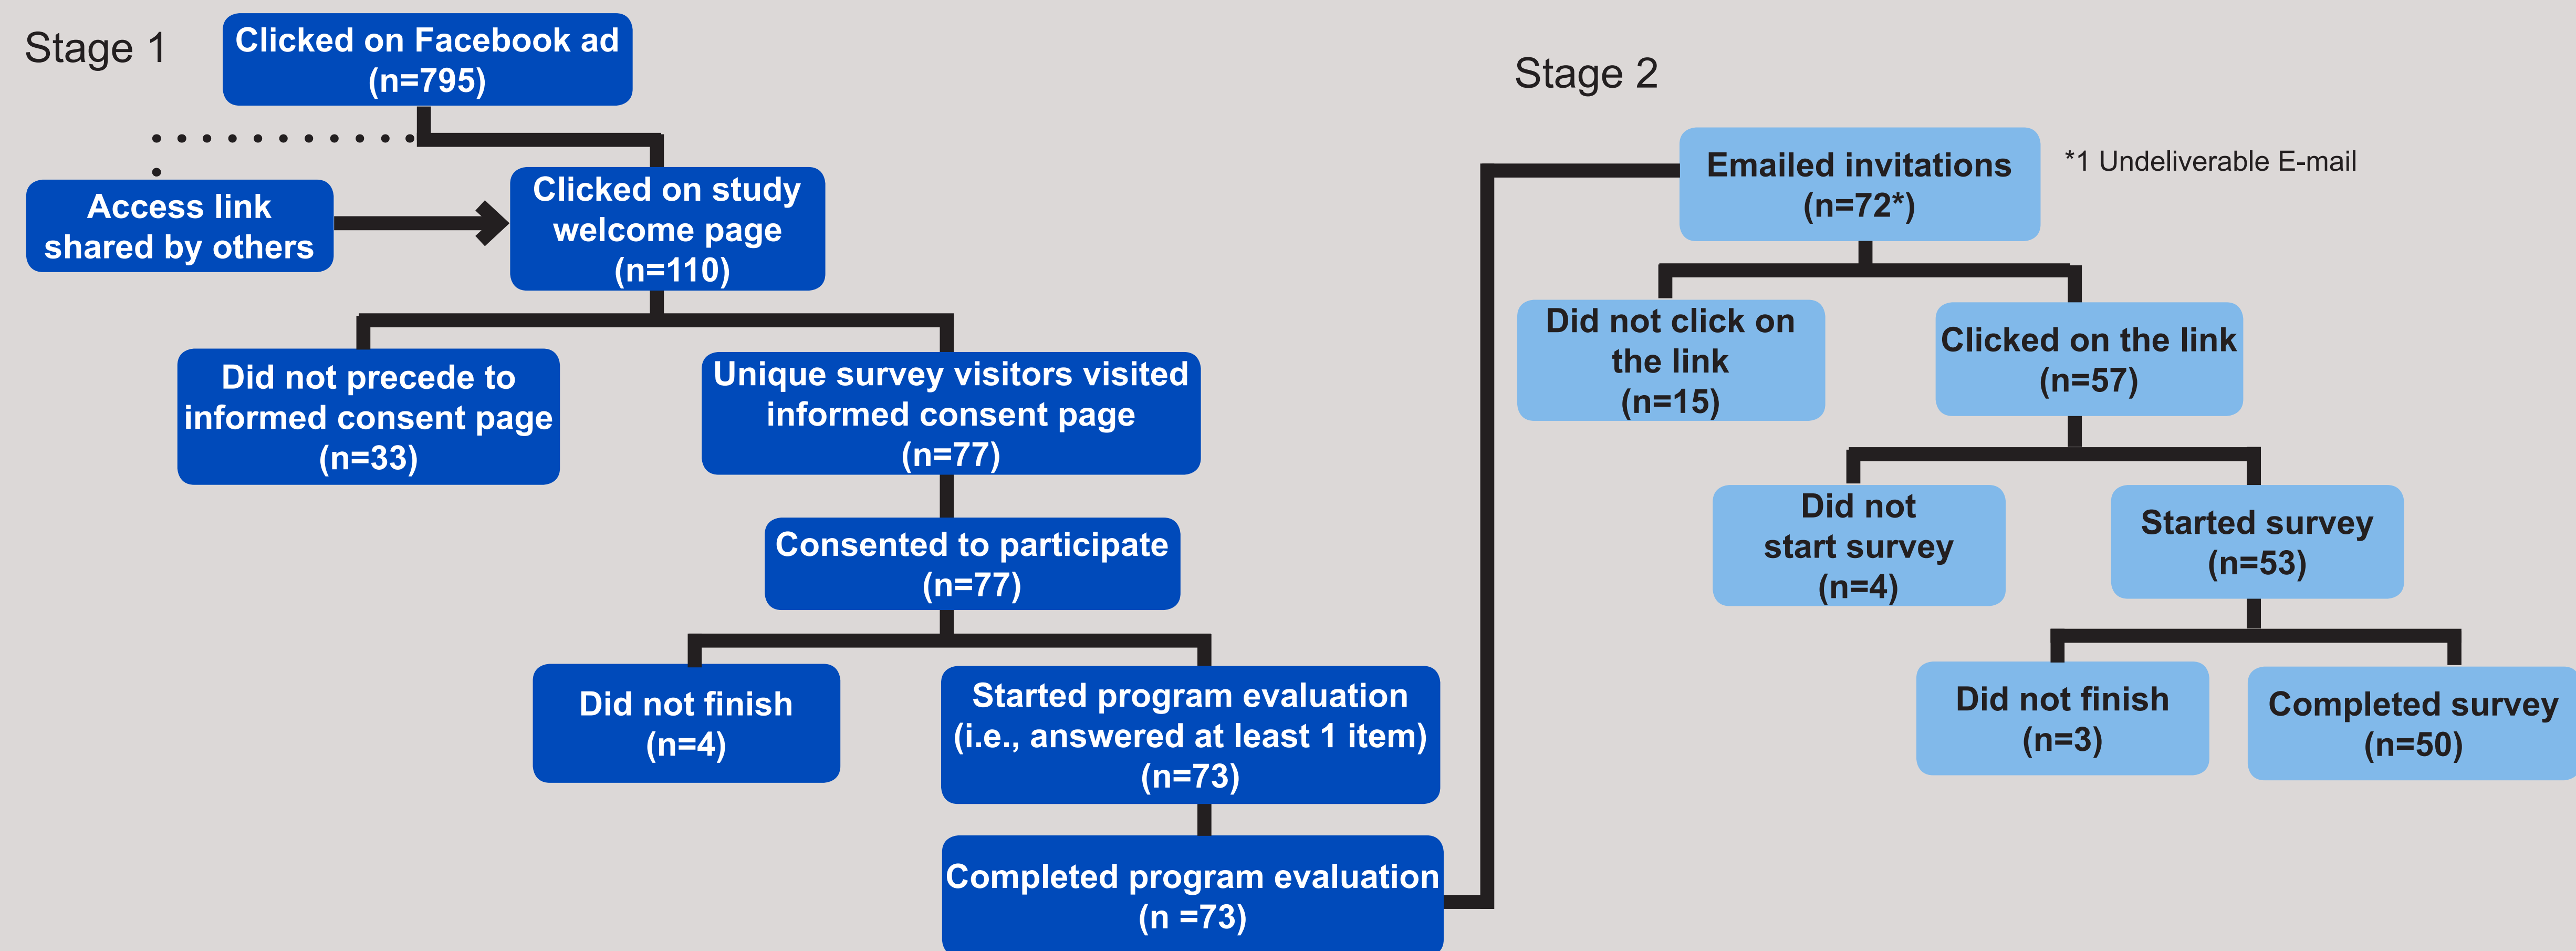 Stage 1
Clicked on Facebook ad
(n=795)
Access link
shared by others
Clicked on study
welcome page
(n=110)
Did not precede to
informed consent page
(n=33)
Unique survey visitors visited
informed consent page
(n=77)
Consented to participate
(n=77)
Did not finish
(n=4)
Started program evaluation
(i.e., answered at least 1 item)
(n=73)
Completed program evaluation
(n =73)
Stage 2
Emailed invitations
(n=72*)
*1 Undeliverable E-mail
Did not click on
the link
(n=15)
Clicked on the link
(n=57)
Did not
start survey
(n=4)
Started survey
(n=53)
Did not finish
(n=3)
Completed survey
(n=50)